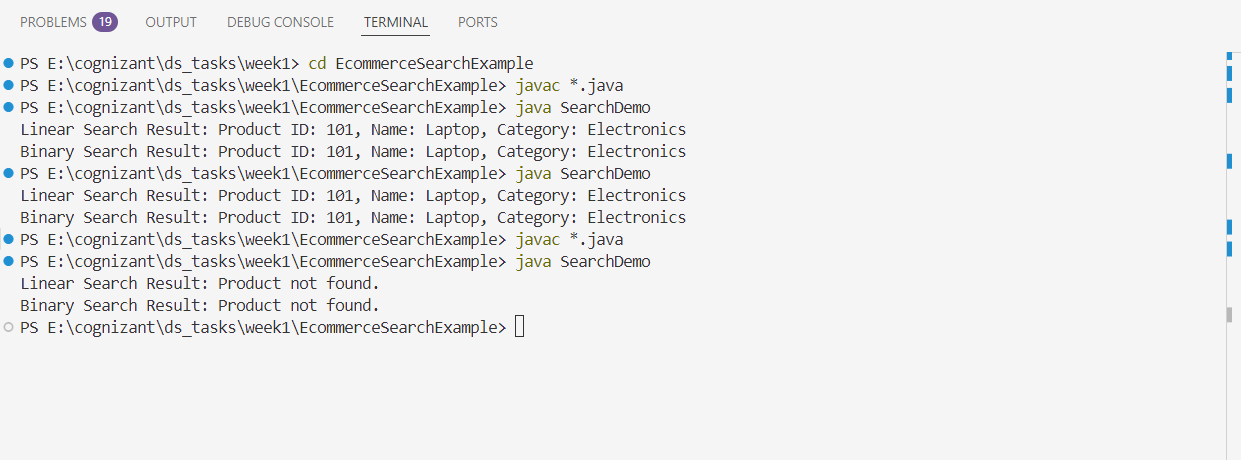 PROBLEMS 19 OUTPUT DEBUG CONSOLE TERMINAL PORTS
PS E:\cognizant\ds_tasks\week1> cd EcommerceSearchExample
PS E:\cognizant\ds_tasks\week1\EcommerceSearchExample> javac *.java
PS E:\cognizant\ds_tasks\week1\EcommerceSearchExample> java SearchDemo
Linear Search Result: Product ID: 101, Name: Laptop, Category: Electronics
Binary Search Result: Product ID: 101, Name: Laptop, Category: Electronics
PS E:\cognizant\ds_tasks\week1\EcommerceSearchExample> java SearchDemo
Linear Search Result: Product ID: 101, Name: Laptop, Category: Electronics
Binary Search Result: Product ID: 101, Name: Laptop, Category: Electronics
PS E:\cognizant\ds_tasks\week1\EcommerceSearchExample> javac *.java
PS E:\cognizant\ds_tasks\week1\EcommerceSearchExample> java SearchDemo
Linear Search Result: Product not found.
Binary Search Result: Product not found.
PS E:\cognizant\ds_tasks\week1\EcommerceSearchExample>